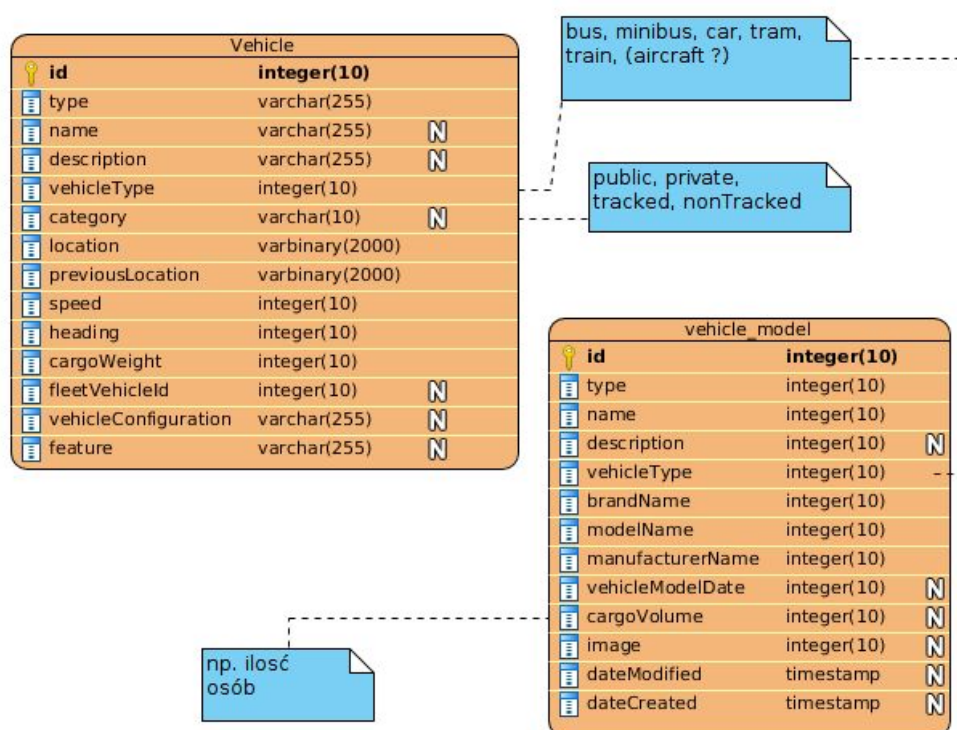 Vehicle
id integer(10)
type varchar(255)
name varchar(255) N
description varchar(255) N
vehicleType integer(10)
category varchar(10) N
location varbinary(2000)
previousLocation varbinary(2000)
speed integer(10)
heading integer(10)
cargoWeight integer(10)
fleetVehicleId integer(10) N
vehicleConfiguration varchar(255) N
feature varchar(255) N
bus, minibus, car, tram,
train, (aircraft ?)
public, private,
tracked, nonTracked
vehicle_model
id integer(10)
type integer(10)
name integer(10)
description integer(10) N
vehicleType integer(10)
brandName integer(10)
modelName integer(10)
manufacturerName integer(10)
vehicleModelDate integer(10) N
cargoVolume integer(10) N
image integer(10) N
dateModified timestamp N
dateCreated timestamp N
np. ilosć
osób